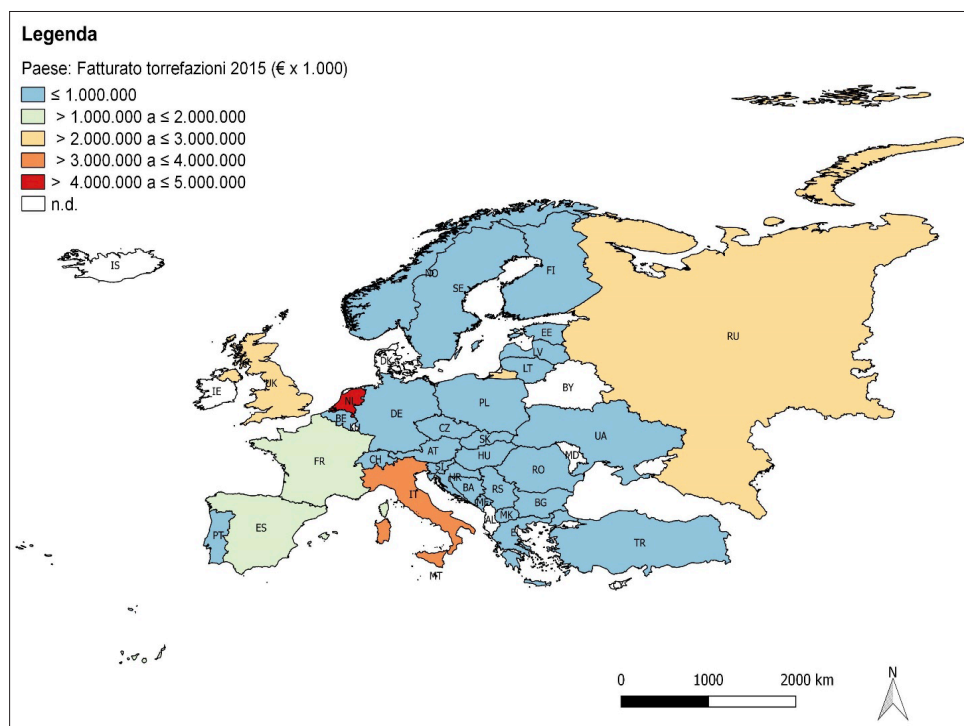 Legenda
Paese: Fatturato torrefazioni 2015 (€ x 1.000)
≤ 1.000.000
> 1.000.000 a ≤ 2.000.000
> 2.000.000 a ≤ 3.000.000
> 3.000.000 a ≤ 4.000.000
> 4.000.000 a ≤ 5.000.000
n.d.
IS
NO
SE
FI
RU
EE
LV
LT
DK
BY
IE
UK
NL
BE
DE
PL
CZ
SK
UA
FR
CH
AT
HU
MD
SI
HR
RO
BA
RS
IT
ME
BG
MK
AL
PT
ES
TR
MT
0 1000 2000 km
N